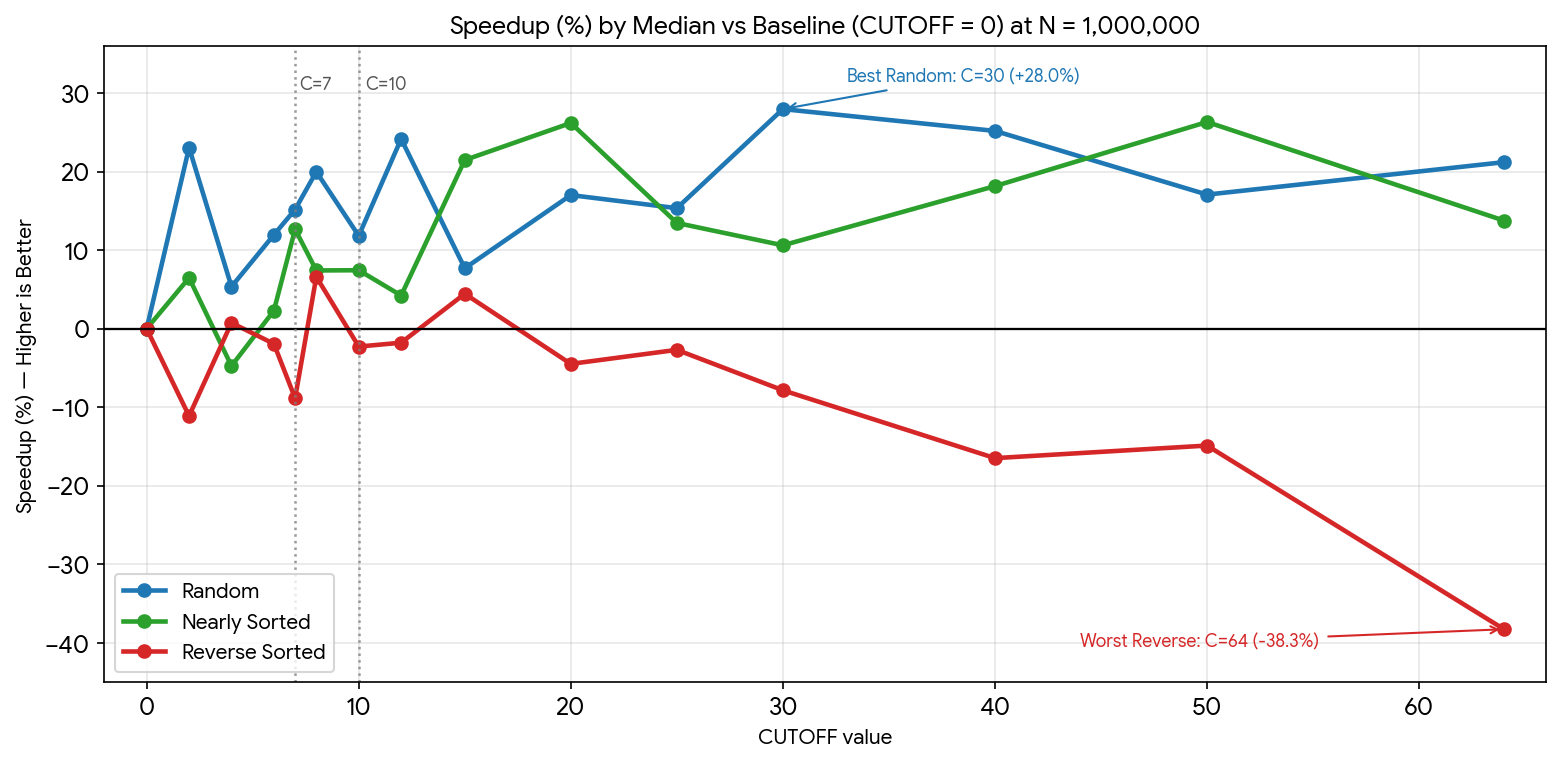 Speedup (%) by Median vs Baseline (CUTOFF = 0) at N = 1,000,000
Speedup (%) — Higher is Better
30
20
10
0
−10
−20
−30
−40
C=7
C=10
Best Random: C=30 (+28.0%)
Worst Reverse: C=64 (-38.3%)
Random
Nearly Sorted
Reverse Sorted
0
10
20
30
40
50
60
CUTOFF value